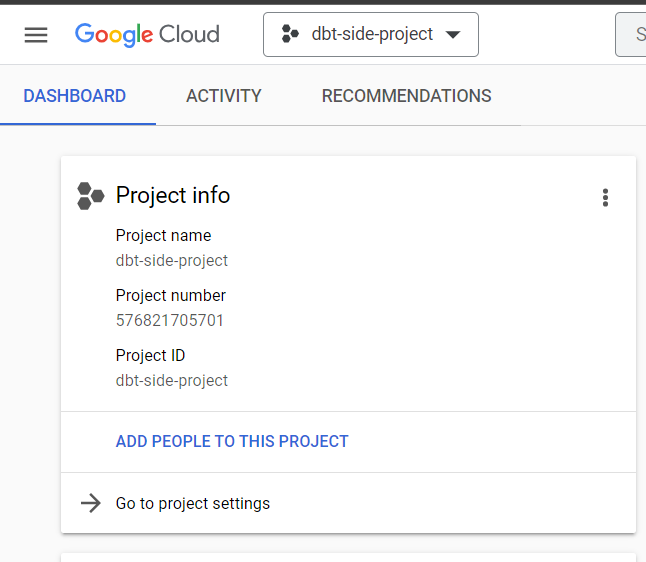 Google Cloud
dbt-side-project
S
DASHBOARD
ACTIVITY
RECOMMENDATIONS
Project info
Project name
dbt-side-project
Project number
576821705701
Project ID
dbt-side-project
ADD PEOPLE TO THIS PROJECT
Go to project settings